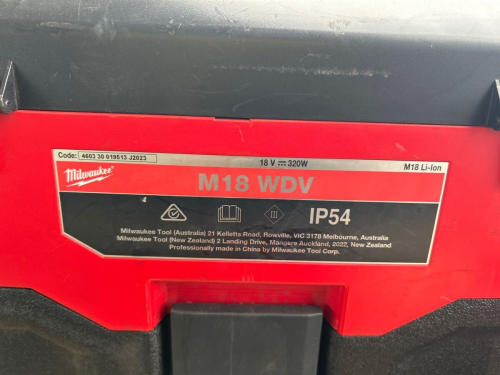 Code: 4603 30 019513 J2023
18 V ⎓ 320W
M18 Li-Ion
Milwaukee
M18 WDV
III
IP54
Milwaukee Tool (Australia) 21 Kelletts Road, Rowville, VIC 3178 Melbourne, Australia
Milwaukee Tool (New Zealand) 2 Landing Drive, Mangere Auckland, 2022, New Zealand
Professionally made in China by Milwaukee Tool Corp.